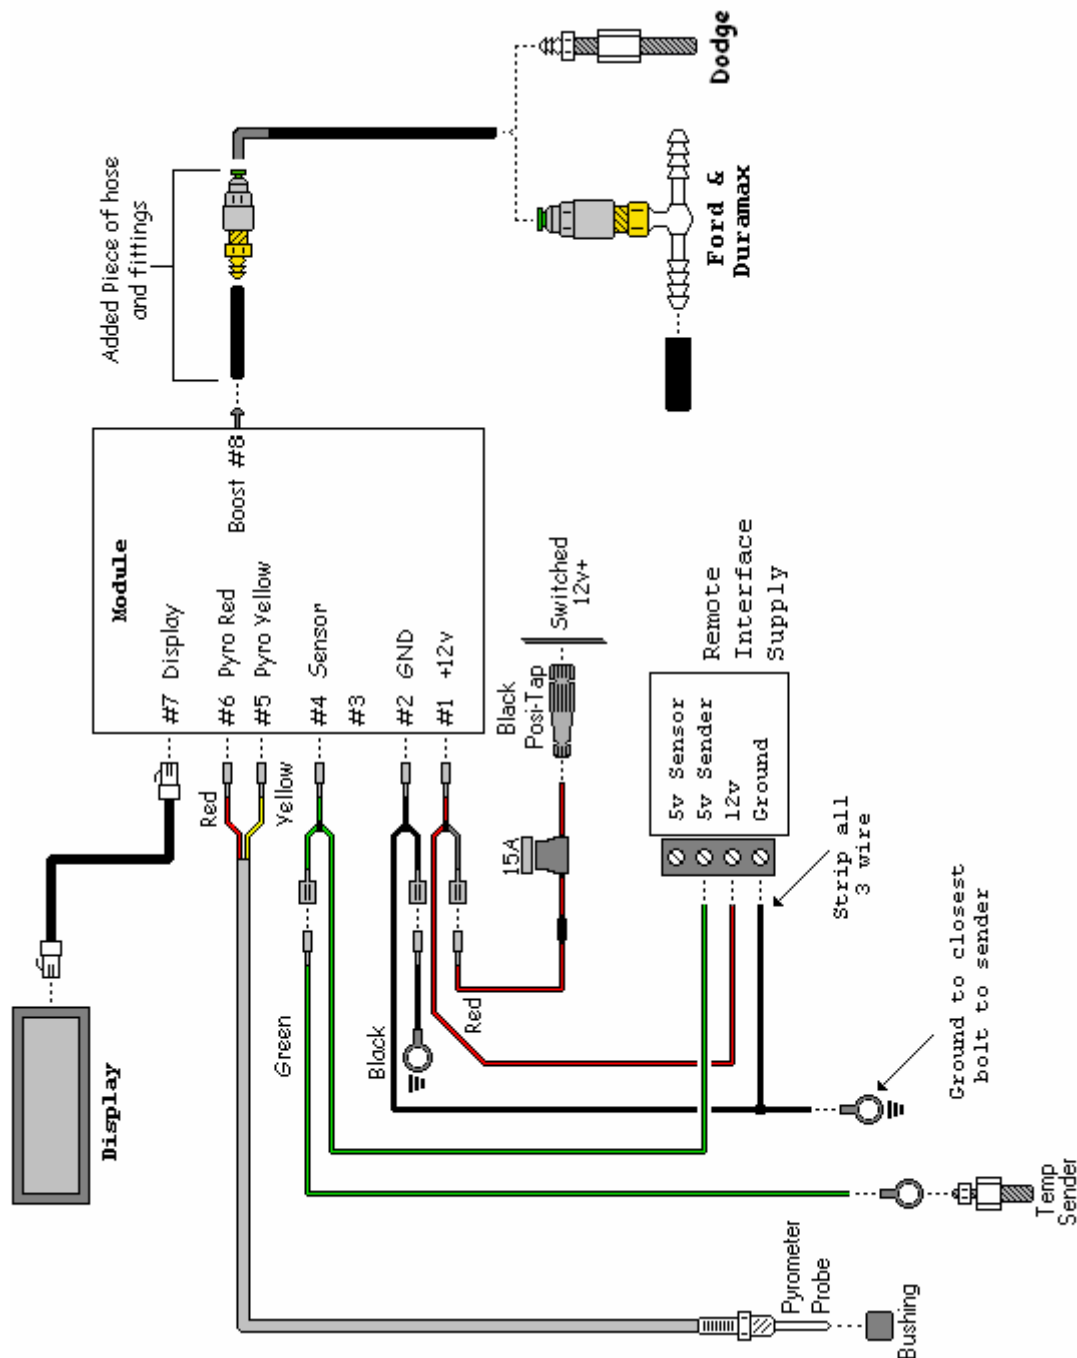 Dodge
Ford &
Duramax
Added Piece of hose
and fittings
Module
Boost #8
#7 Display
#6 Pyro Red
#5 Pyro Yellow
#4 Sensor
#3
#2 GND
#1 +12v
Red
Yellow
Black
Posi-Tap
Switched
12v+
15A
Remote
Interface
Supply
5v Sensor
5v Sender
12v
Ground
Strip all
3 wire
Green
Black
Red
Ground to closest
bolt to sender
Display
Temp
Sender
Pyrometer
Probe
Bushing